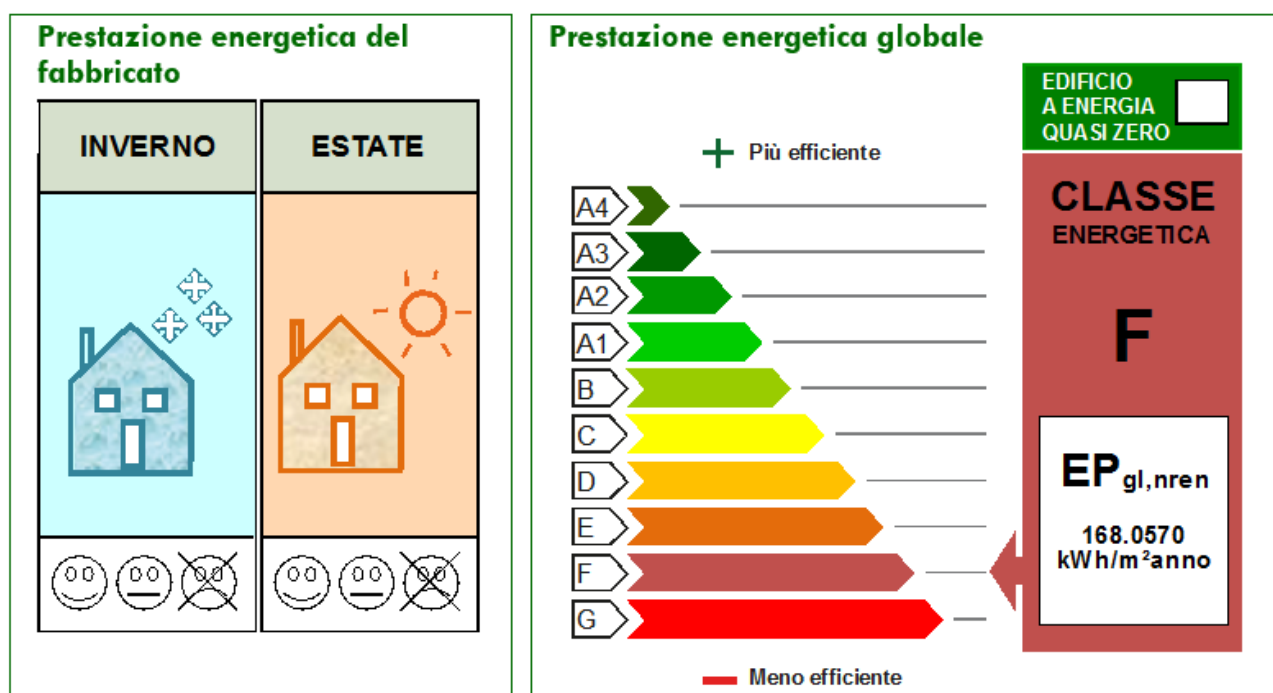 Prestazione energetica del
fabbricato
INVERNO
ESTATE
Prestazione energetica globale
EDIFICIO
A ENERGIA
QUASI ZERO
Più efficiente
A4
A3
A2
A1
B
C
D
E
F
G
Meno efficiente
CLASSE
ENERGETICA
F
EPgl,nren
168.0570
kWh/m²anno